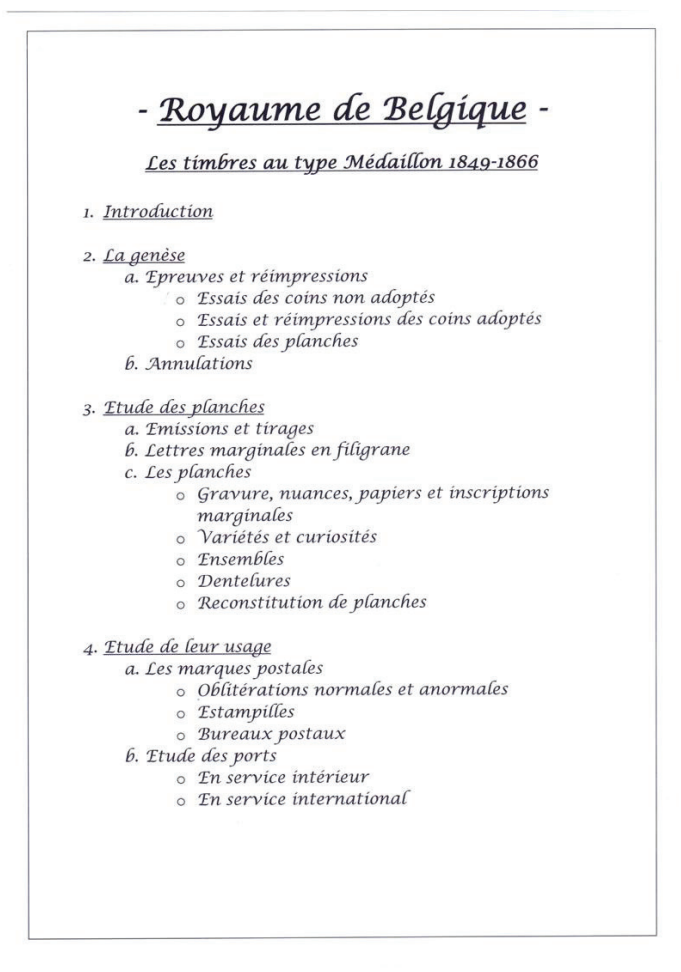 - Royaume de Belgique -
Les timbres au type Médaillon 1849-1866
1. Introduction
2. La genèse
a. Epreuves et réimpressions
o Essais des coins non adoptés
o Essais et réimpressions des coins adoptés
o Essais des planches
b. Annulations
3. Etude des planches
a. Emissions et tirages
b. Lettres marginales en filigrane
c. Les planches
o Gravure, nuances, papiers et inscriptions
marginales
o Variétés et curiosités
o Ensembles
o Dentelures
o Reconstitution de planches
4. Etude de leur usage
a. Les marques postales
o Oblitérations normales et anormales
o Estampilles
o Bureaux postaux
b. Etude des ports
o En service intérieur
o En service international